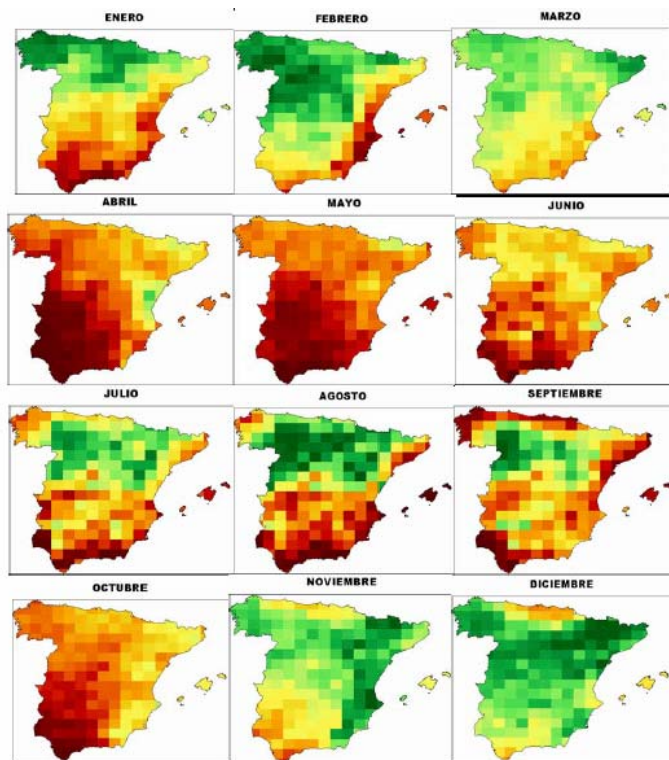 ENERO
FEBRERO
MARZO
ABRIL
MAYO
JUNIO
JULIO
AGOSTO
SEPTIEMBRE
OCTUBRE
NOVIEMBRE
DICIEMBRE